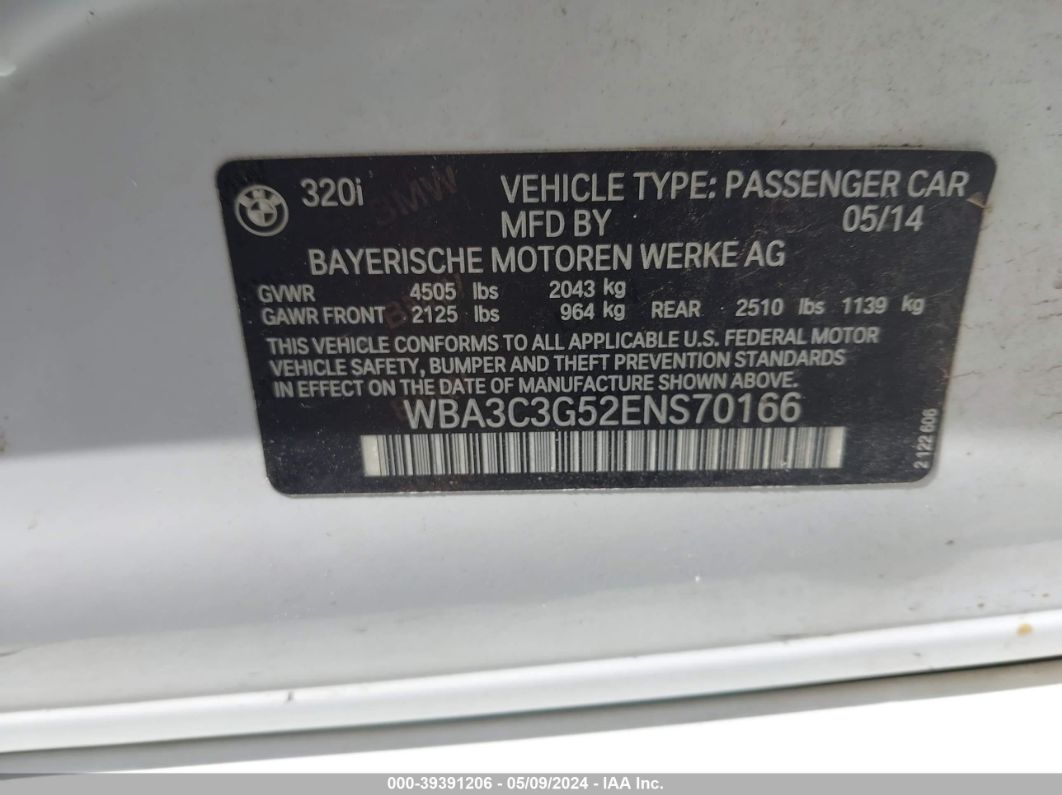 320i VEHICLE TYPE: PASSENGER CAR
MFD BY 05/14
BAYERISCHE MOTOREN WERKE AG
GVWR 4505 lbs 2043 kg
GAWR FRONT 2125 lbs 964 kg REAR 2510 lbs 1139 kg
THIS VEHICLE CONFORMS TO ALL APPLICABLE U.S. FEDERAL MOTOR
VEHICLE SAFETY, BUMPER AND THEFT PREVENTION STANDARDS
IN EFFECT ON THE DATE OF MANUFACTURE SHOWN ABOVE.
WBA3C3G52ENS70166
2 122 606
BMW
000-39391206 - 05/09/2024 - IAA Inc.